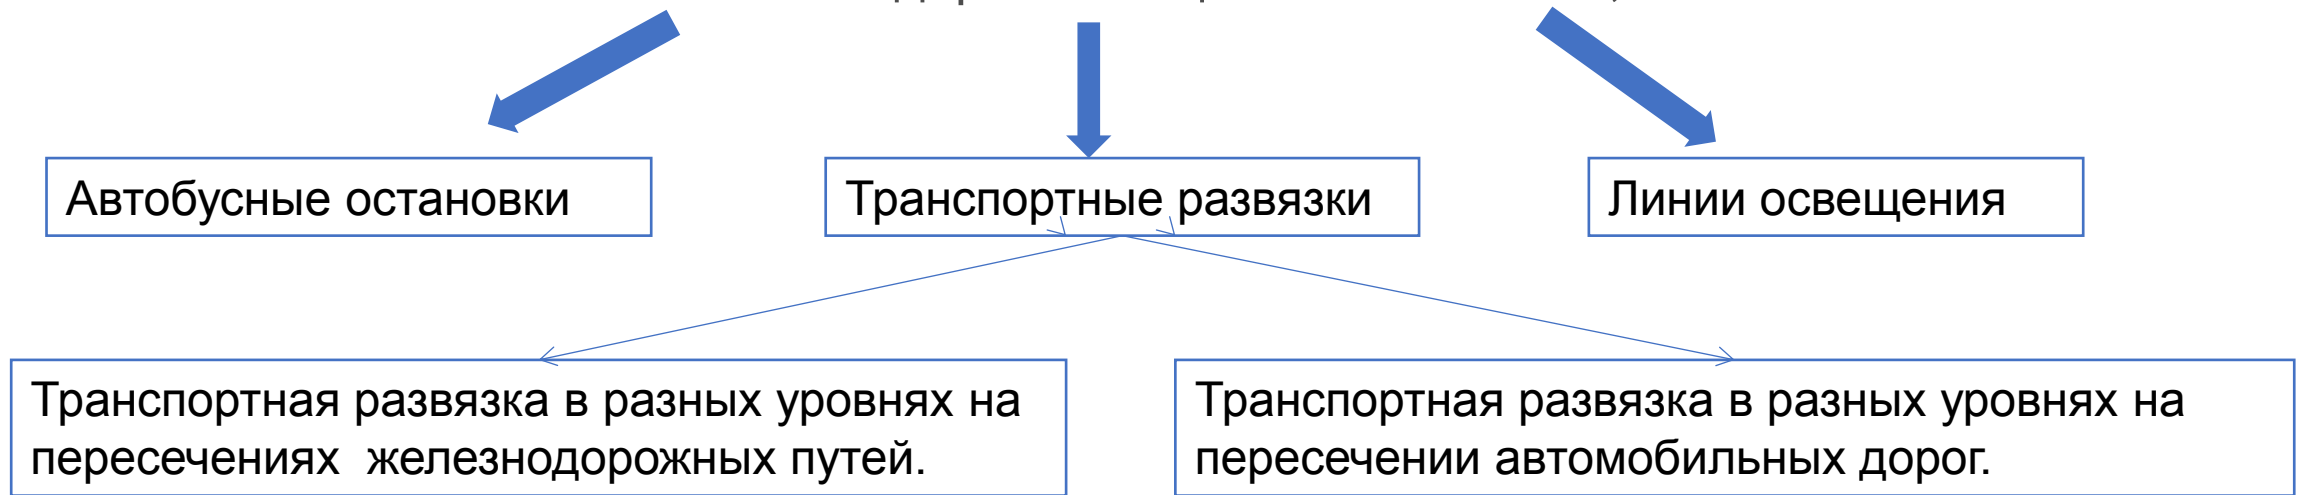 Автобусные остановки
Транспортные развязки
Линии освещения
Транспортная развязка в разных уровнях на
пересечениях железнодорожных путей.
Транспортная развязка в разных уровнях на
пересечении автомобильных дорог.